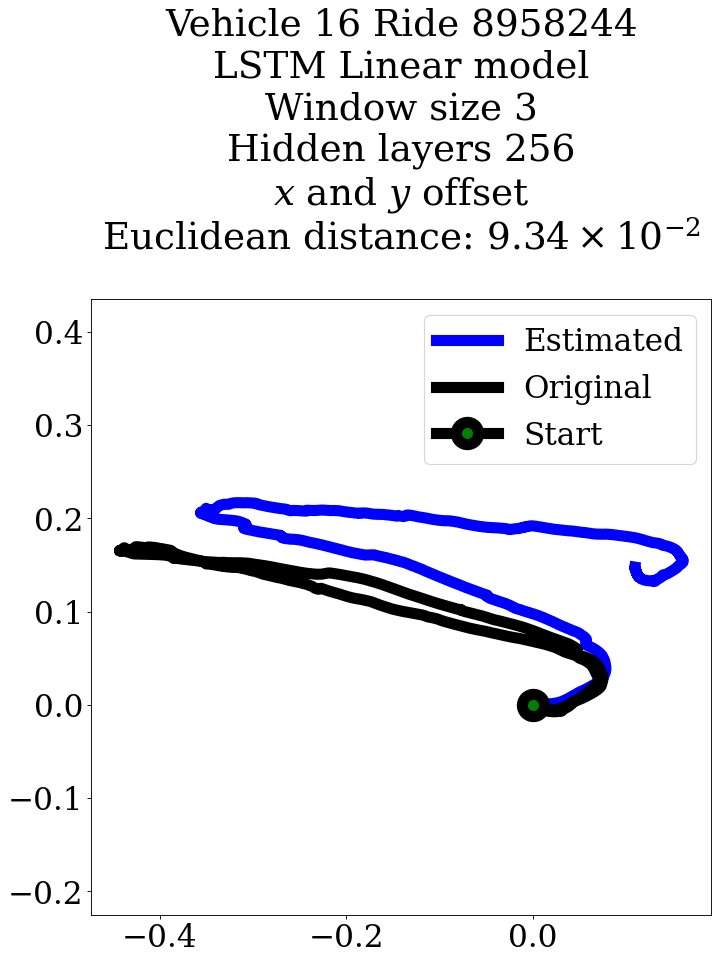 Vehicle 16 Ride 8958244
LSTM Linear model
Window size 3
Hidden layers 256
x and y offset
Euclidean distance: 9.34 × 10⁻²
Estimated
Original
Start
0.4
0.3
0.2
0.1
0.0
−0.1
−0.2
−0.4 −0.2 0.0